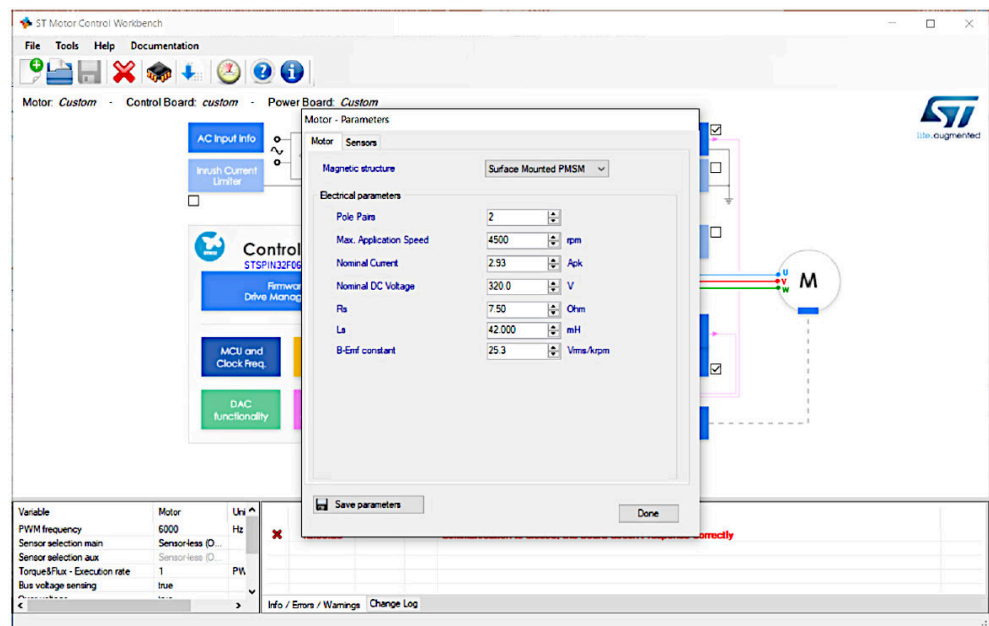 ST Motor Control Workbench
File Tools Help Documentation
Motor: Custom - Control Board: custom - Power Board: Custom
life.augmented
AC Input Info
Inrush Current
Limiter
Control
STSPIN32F06
Firmwar
Drive Manag
MCU and
Clock Freq.
DAC
functionality
M
U
V
W
Motor - Parameters
Motor Sensors
Magnetic structure Surface Mounted PMSM
Electrical parameters
Pole Pairs 2
Max. Application Speed 4500 rpm
Nominal Current 2.93 Apk
Nominal DC Voltage 320.0 V
Rs 7.50 Ohm
Ls 42.000 mH
B-Emf constant 25.3 Vrms/krpm
Save parameters
Done
Variable Motor Uni
PWM frequency 6000 Hz
Sensor selection main Sensor-less (O...
Sensor selection aux Sensor-less (O...
Torque&Flux - Execution rate 1 PW
Bus voltage sensing true
Info / Errors / Warnings Change Log